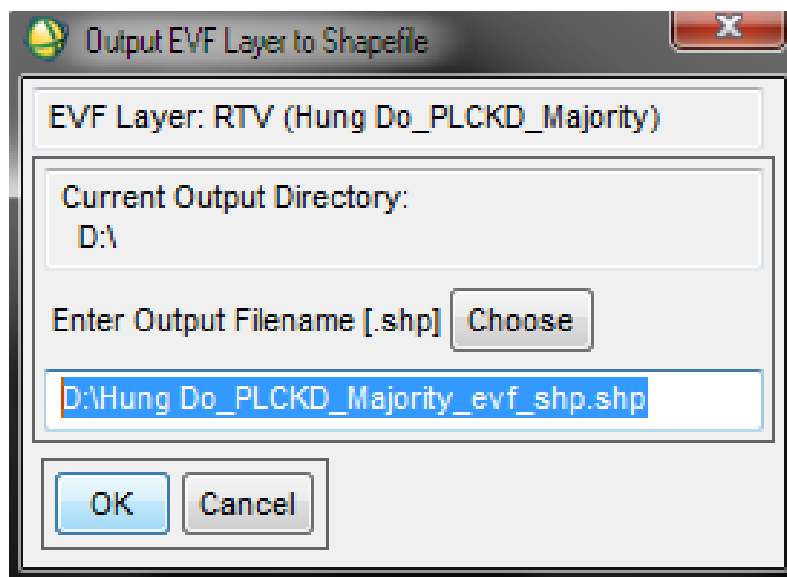 Output EVF Layer to Shapefile
EVF Layer: RTV (Hung Do_PLCKD_Majority)
Current Output Directory:
D:\
Enter Output Filename [.shp] Choose
D:\Hung Do_PLCKD_Majority_evf_shp.shp
OK Cancel